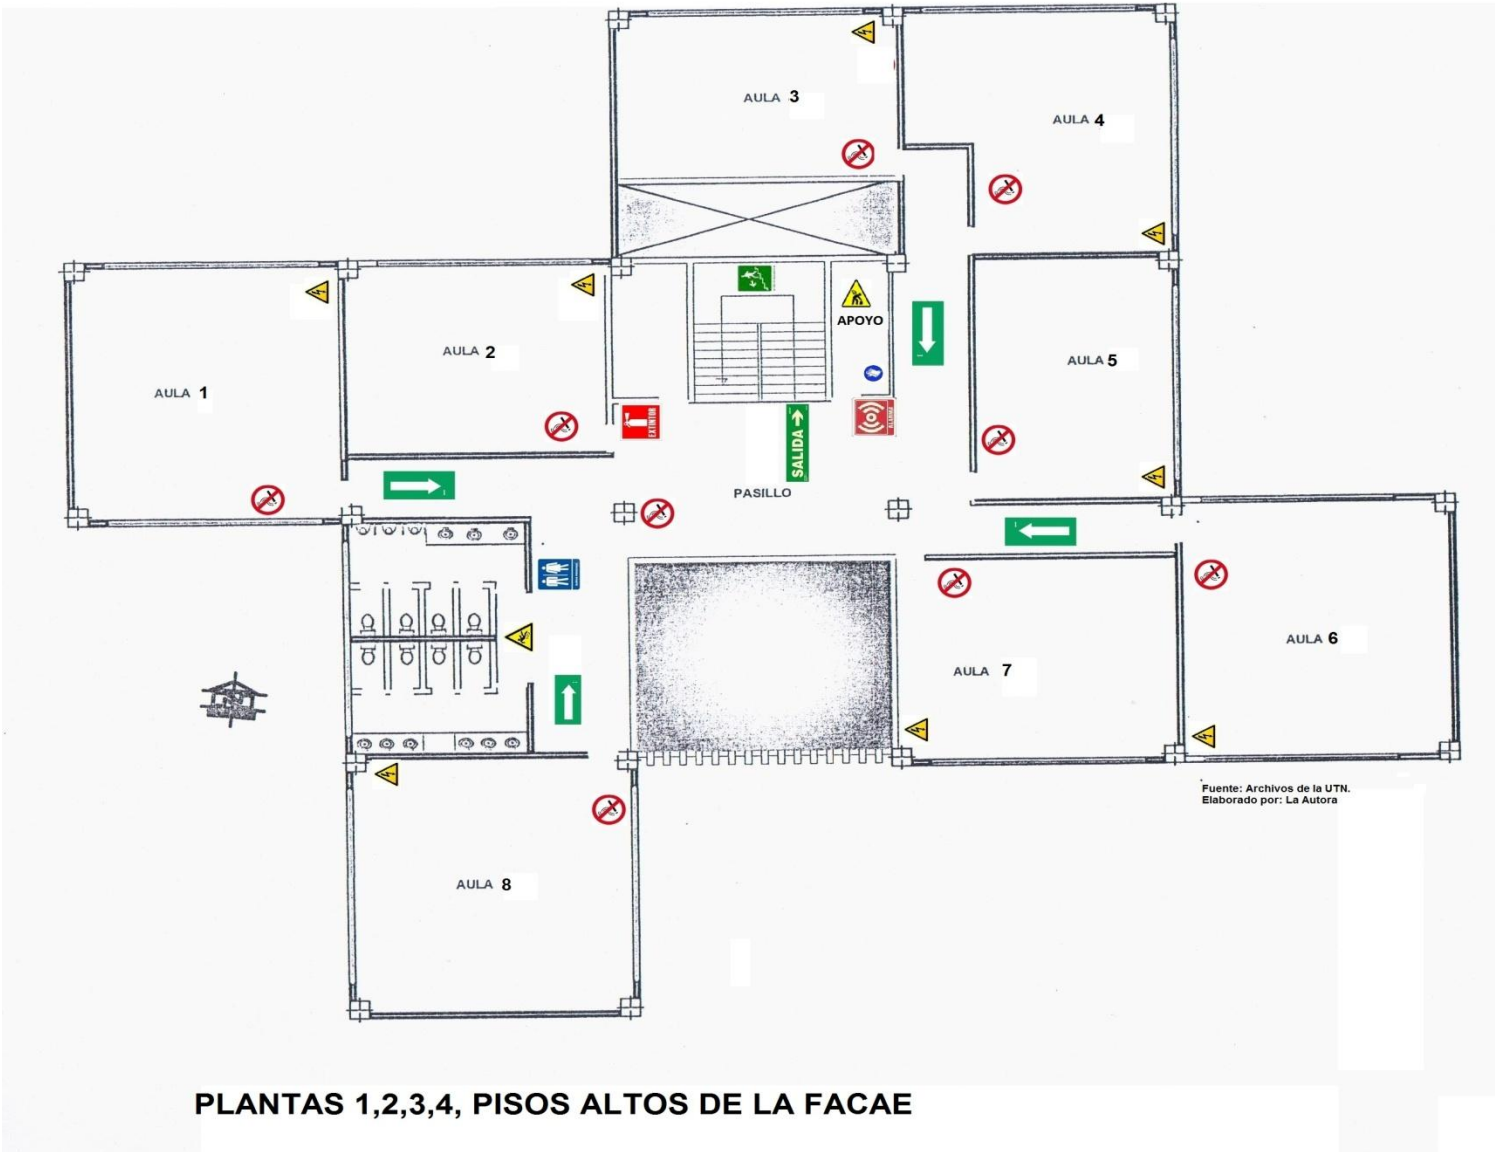 AULA 3
AULA 4
AULA 2
AULA 1
APOYO
AULA 5
EXTINTOR
SALIDA
ALARMA
PASILLO
AULA 6
AULA 7
Fuente: Archivos de la UTN.
Elaborado por: La Autora
AULA 8
PLANTAS 1,2,3,4, PISOS ALTOS DE LA FACAE